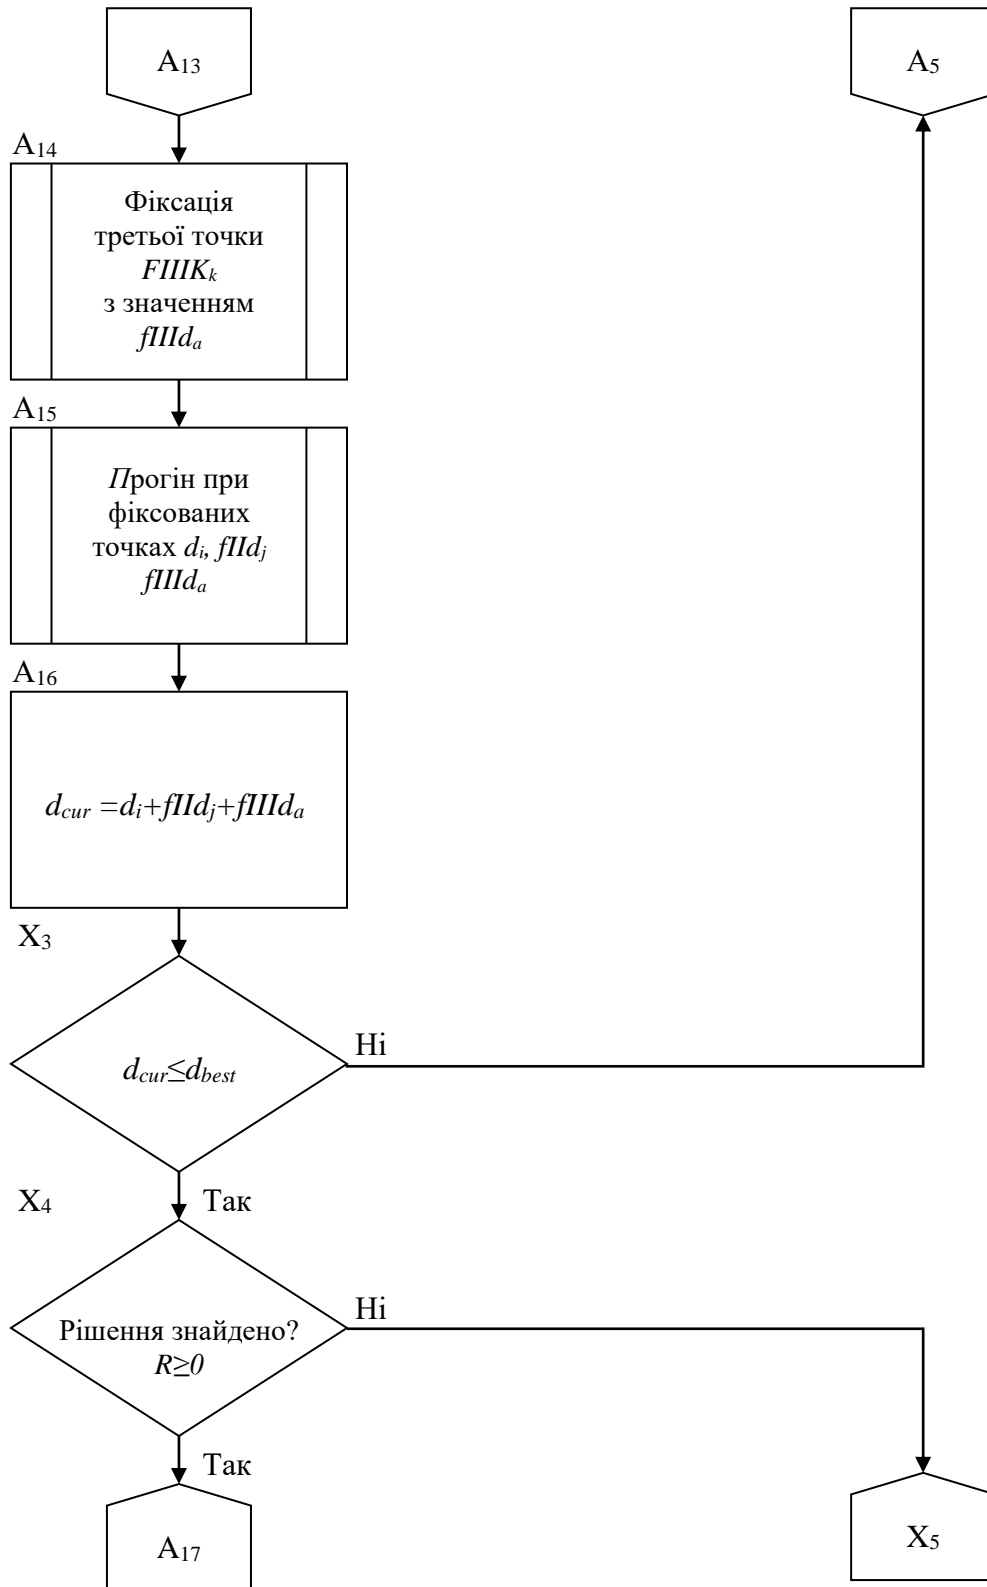 A13
A5
A14
Фіксація
третьої точки
FIIIKk
з значенням
fIIIda
A15
Прогін при
фіксованих
точках di, fIIdj
fIIIda
A16
dcur =di+fIIdj+fIIIda
X3
Ні
dcur≤dbest
X4
Так
Ні
Рішення знайдено?
R≥0
Так
A17
X5